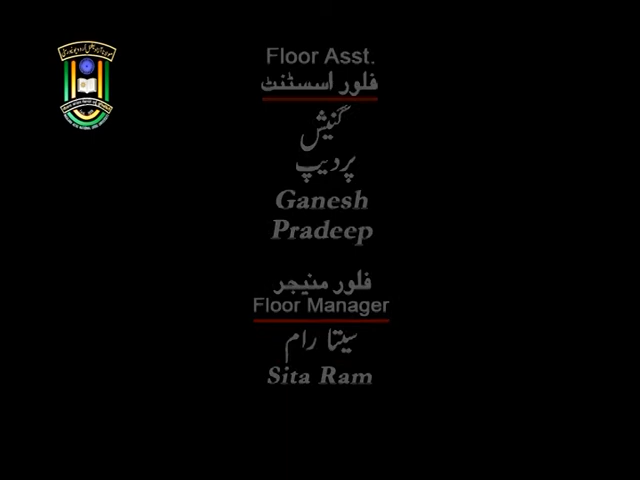 Floor Asst.
فلور اسسٹنٹ
گنیش
پردیپ
Ganesh
Pradeep
فلور منیجر
Floor Manager
سیتا رام
Sita Ram